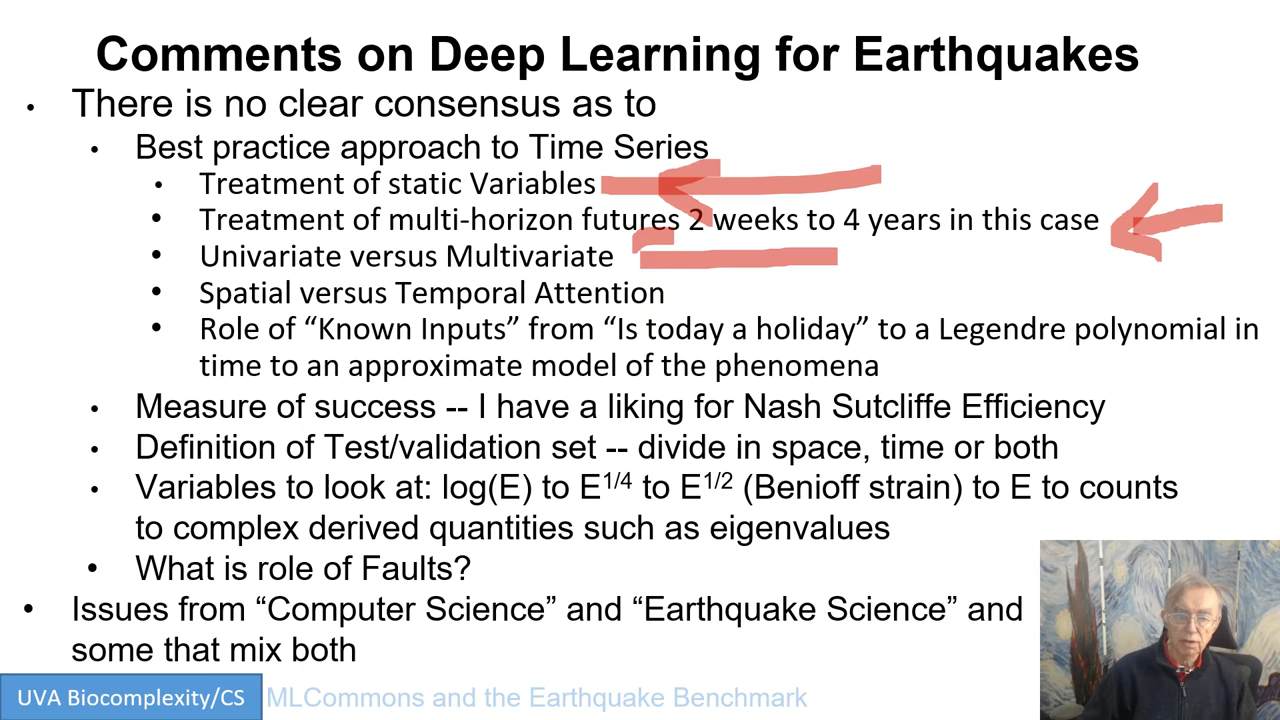 Comments on Deep Learning for Earthquakes
• There is no clear consensus as to
• Best practice approach to Time Series
• Treatment of static Variables
• Treatment of multi-horizon futures 2 weeks to 4 years in this case
• Univariate versus Multivariate
• Spatial versus Temporal Attention
• Role of “Known Inputs” from “Is today a holiday” to a Legendre polynomial in
time to an approximate model of the phenomena
• Measure of success -- I have a liking for Nash Sutcliffe Efficiency
• Definition of Test/validation set -- divide in space, time or both
• Variables to look at: log(E) to E^1/4 to E^1/2 (Benioff strain) to E to counts
to complex derived quantities such as eigenvalues
• What is role of Faults?
• Issues from “Computer Science” and “Earthquake Science” and
some that mix both
UVA Biocomplexity/CS MLCommons and the Earthquake Benchmark